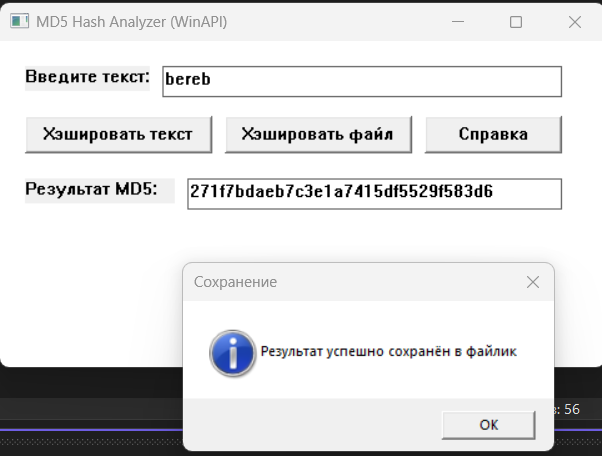 MD5 Hash Analyzer (WinAPI)
Введите текст: bereb
Хэшировать текст Хэшировать файл Справка
Результат MD5: 271f7bdaeb7c3e1a7415df5529f583d6
Сохранение
Результат успешно сохранён в файлик
: 56
OK